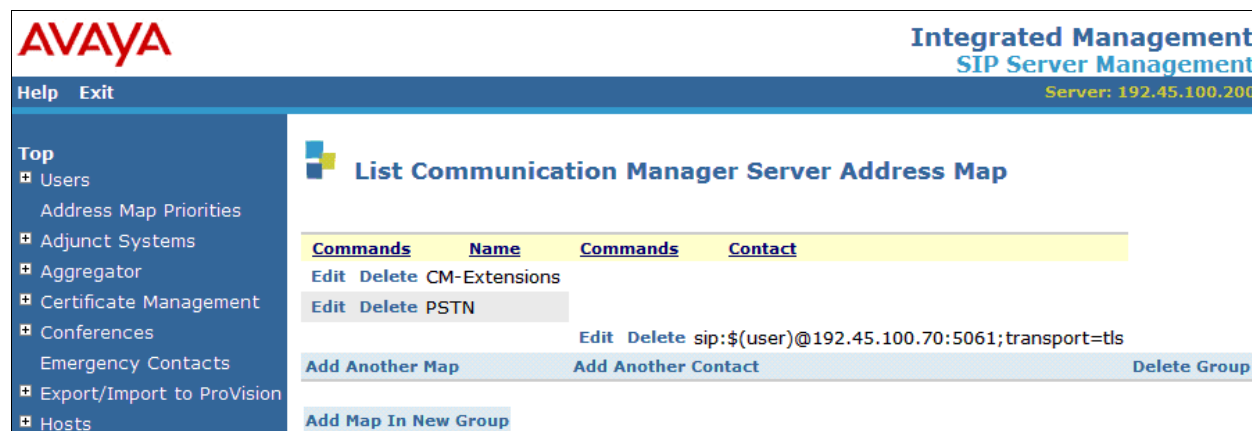 AVAYA
Integrated Management
SIP Server Management
Help Exit
Server: 192.45.100.200
Top
Users
Address Map Priorities
Adjunct Systems
Aggregator
Certificate Management
Conferences
Emergency Contacts
Export/Import to ProVision
Hosts
List Communication Manager Server Address Map
Commands Name Commands Contact
Edit Delete CM-Extensions
Edit Delete PSTN
Edit Delete sip:$(user)@192.45.100.70:5061;transport=tls
Add Another Map Add Another Contact Delete Group
Add Map In New Group